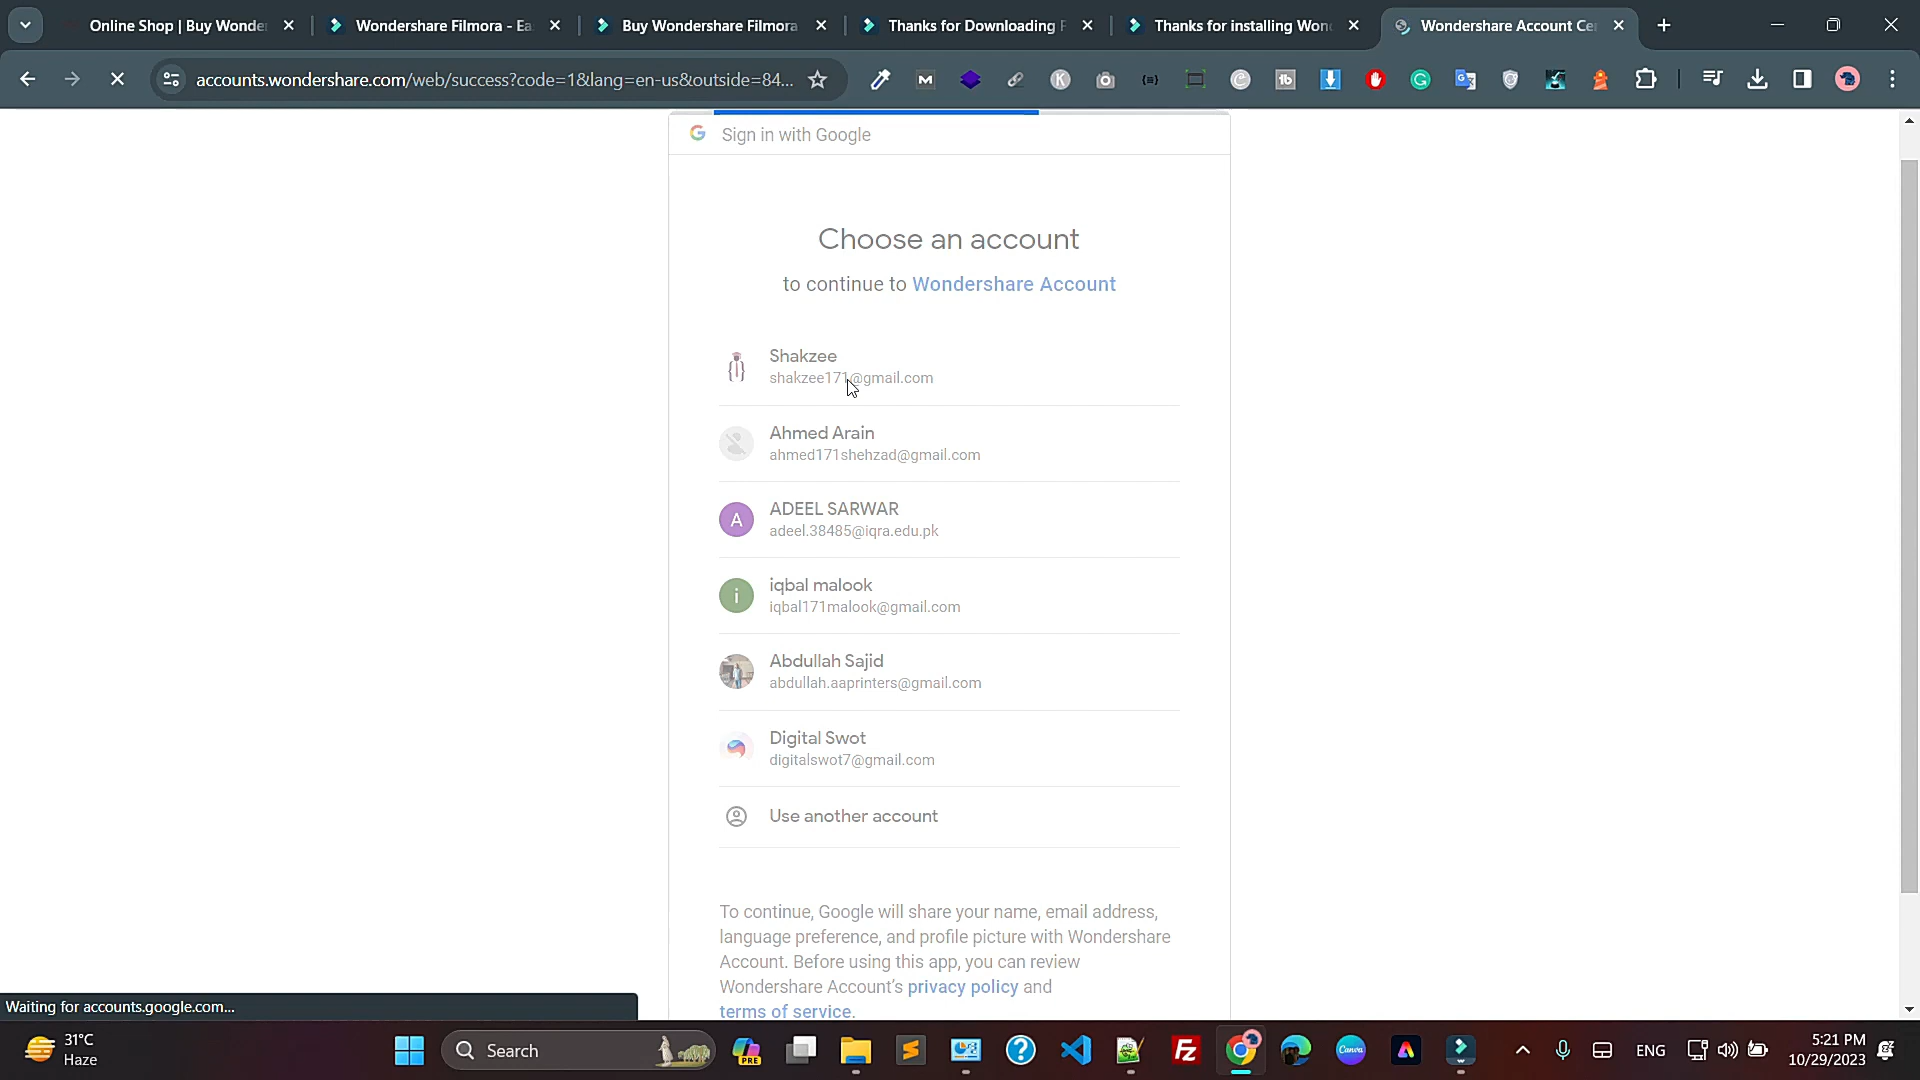 Online Shop | Buy Wonde
Wondershare Filmora - Ea
Buy Wondershare Filmora
Thanks for Downloading F
Thanks for installing Won
Wondershare Account Ce
accounts.wondershare.com/web/success?code=1&lang=en-us&outside=84...
Sign in with Google
Choose an account
to continue to Wondershare Account
Shakzee
shakzee171@gmail.com
Ahmed Arain
ahmed171shehzad@gmail.com
A
ADEEL SARWAR
adeel.38485@iqra.edu.pk
i
iqbal malook
iqbal171malook@gmail.com
Abdullah Sajid
abdullah.aaprinters@gmail.com
Digital Swot
digitalswot7@gmail.com
Use another account
To continue, Google will share your name, email address,
language preference, and profile picture with Wondershare
Account. Before using this app, you can review
Wondershare Account's privacy policy and
terms of service.
Waiting for accounts.google.com...
31°C
Haze
Search
PRE
Canva
ENG
5:21 PM
10/29/2023